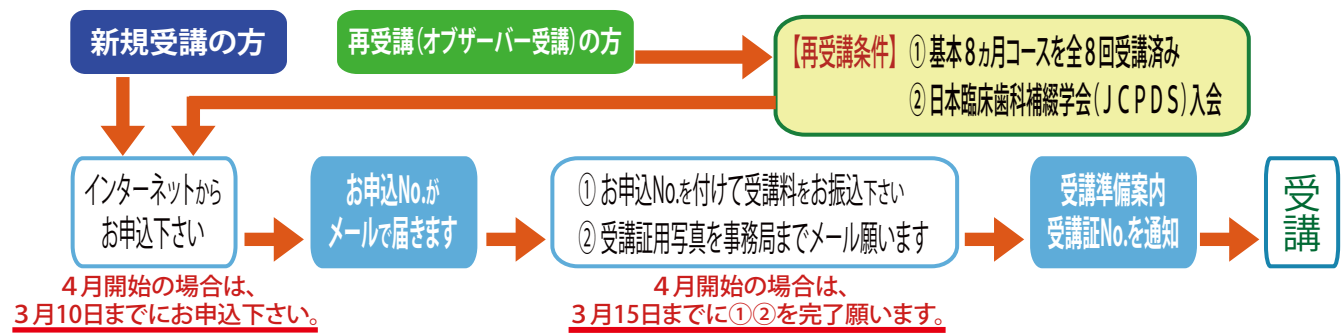 新規受講の方
再受講(オブザーバー受講)の方
【再受講条件】 ① 基本8ヵ月コースを全8回受講済み
② 日本臨床歯科補綴学会(JCPDS)入会
インターネットから
お申込下さい
お申込No.が
メールで届きます
① お申込No.を付けて受講料をお振込下さい
② 受講証用写真を事務局までメール願います
受講準備案内
受講証No.を通知
受講
4月開始の場合は、
3月10日までにお申込下さい。
4月開始の場合は、
3月15日までに①②を完了願います。